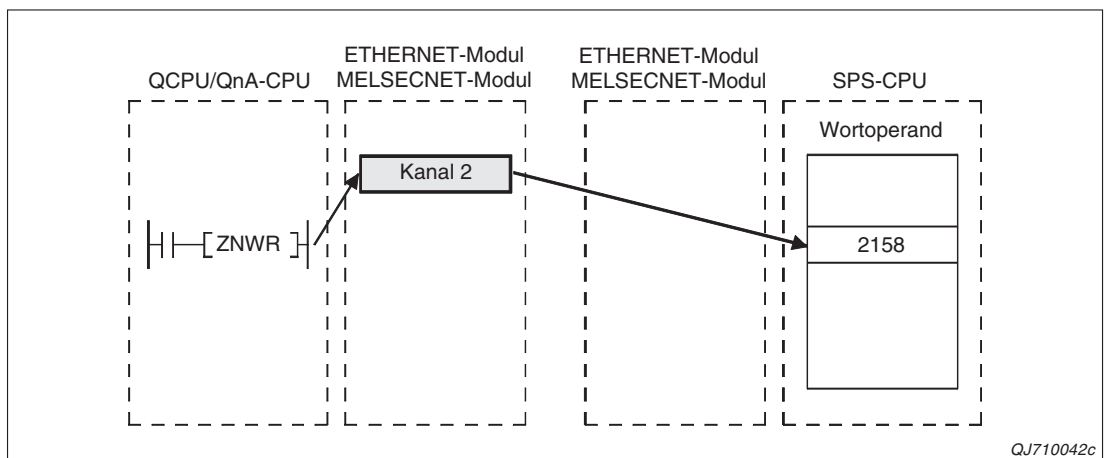 QCPU/QnA-CPU
ETHERNET-Modul
MELSECNET-Modul
ETHERNET-Modul
MELSECNET-Modul
SPS-CPU
Wortoperand
Kanal 2
ZNWR
2158
QJ710042c